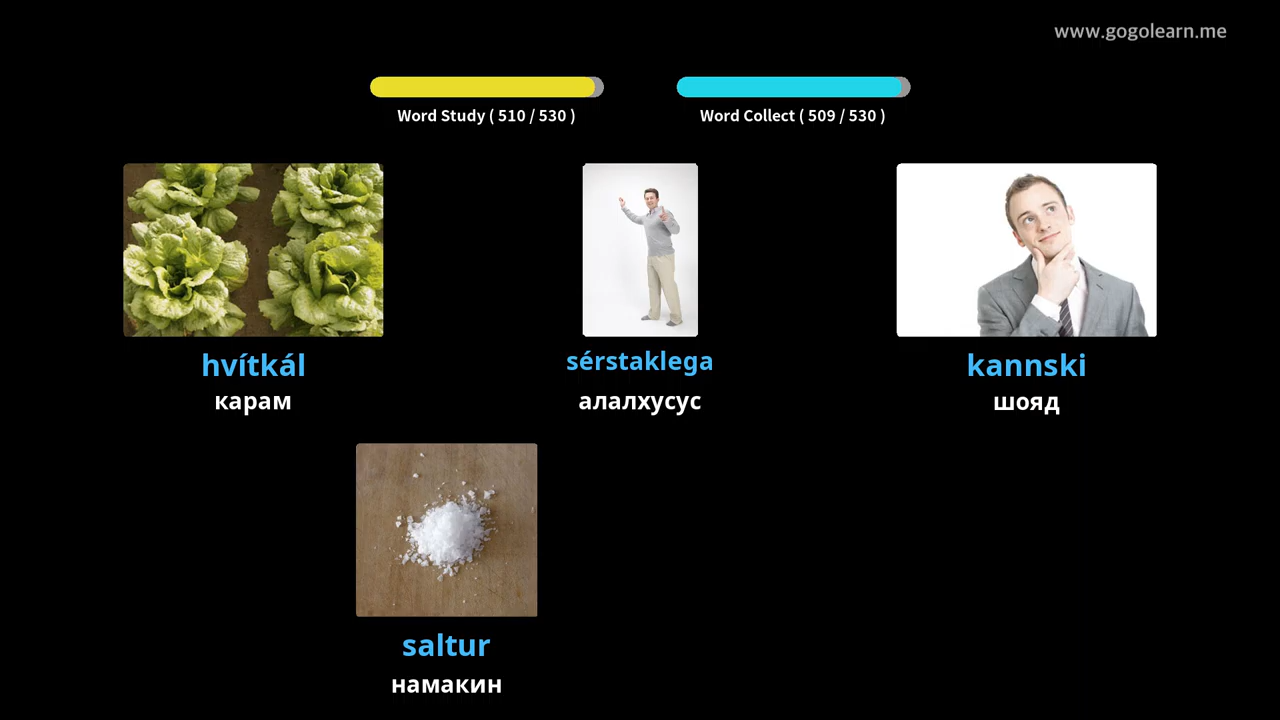 www.gogolearn.me
Word Study ( 510 / 530 )
Word Collect ( 509 / 530 )
hvítkál
карам
sérstaklega
алалхусус
kannski
шояд
saltur
намакин